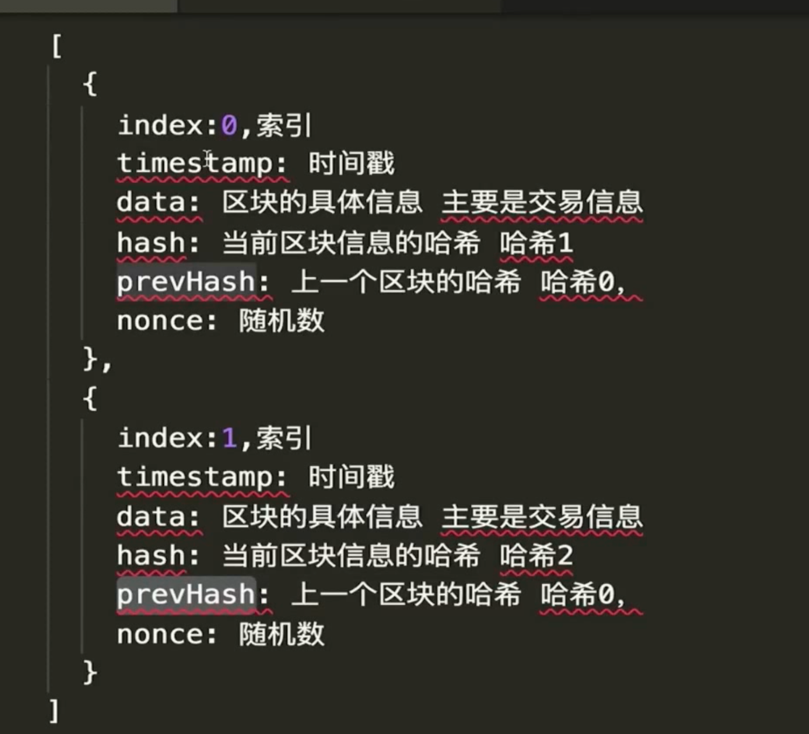 [
{
index:0,索引
timestamp: 时间戳
data: 区块的具体信息 主要是交易信息
hash: 当前区块信息的哈希 哈希1
prevHash: 上一个区块的哈希 哈希0，
nonce: 随机数
},
{
index:1,索引
timestamp: 时间戳
data: 区块的具体信息 主要是交易信息
hash: 当前区块信息的哈希 哈希2
prevHash: 上一个区块的哈希 哈希0，
nonce: 随机数
}
]